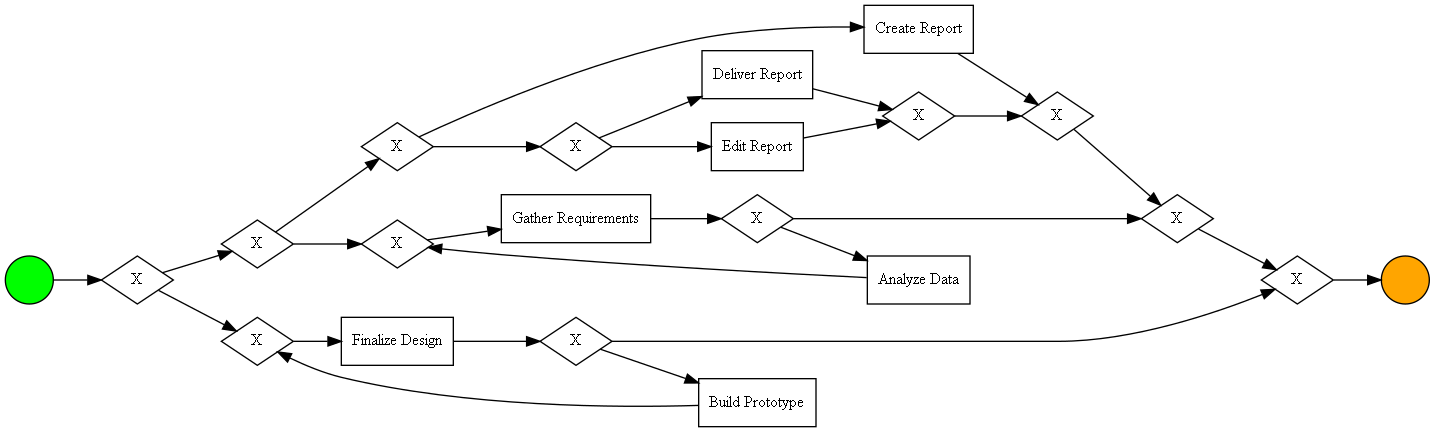 Create Report
Deliver Report
X
X
X
X
Edit Report
Gather Requirements
X
X
X
X
X
X
X
Analyze Data
X
Finalize Design
X
Build Prototype